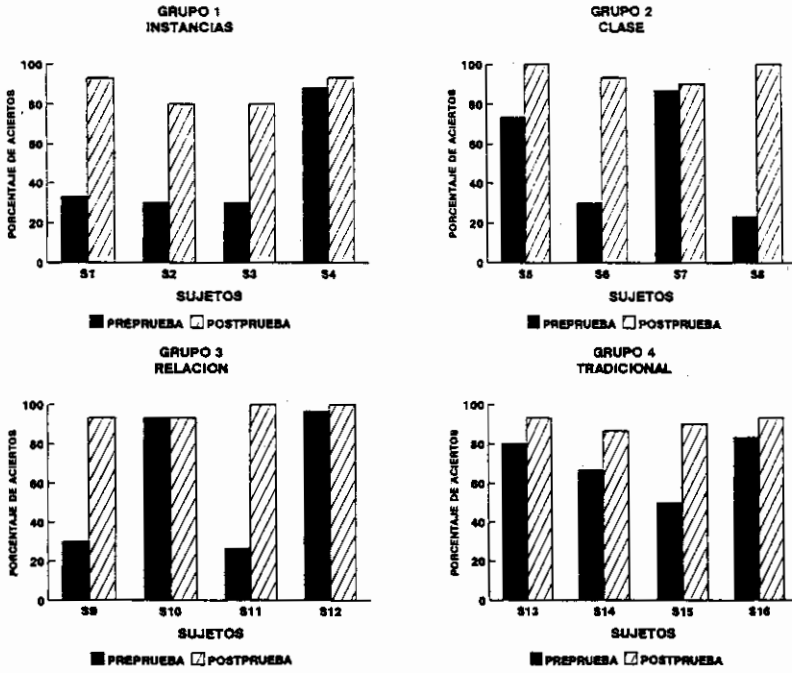 GRUPO 1
INSTANCIAS
PORCENTAJE DE ACIERTOS
100
80
60
40
20
0
S1 S2 S3 S4
SUJETOS
PREPRUEBA POSTPRUEBA
GRUPO 2
CLASE
PORCENTAJE DE ACIERTOS
100
80
60
40
20
0
S5 S6 S7 S8
SUJETOS
PREPRUEBA POSTPRUEBA
GRUPO 3
RELACION
PORCENTAJE DE ACIERTOS
100
80
60
40
20
0
S9 S10 S11 S12
SUJETOS
PREPRUEBA POSTPRUEBA
GRUPO 4
TRADICIONAL
PORCENTAJE DE ACIERTOS
100
80
60
40
20
0
S13 S14 S15 S16
SUJETOS
PREPRUEBA POSTPRUEBA